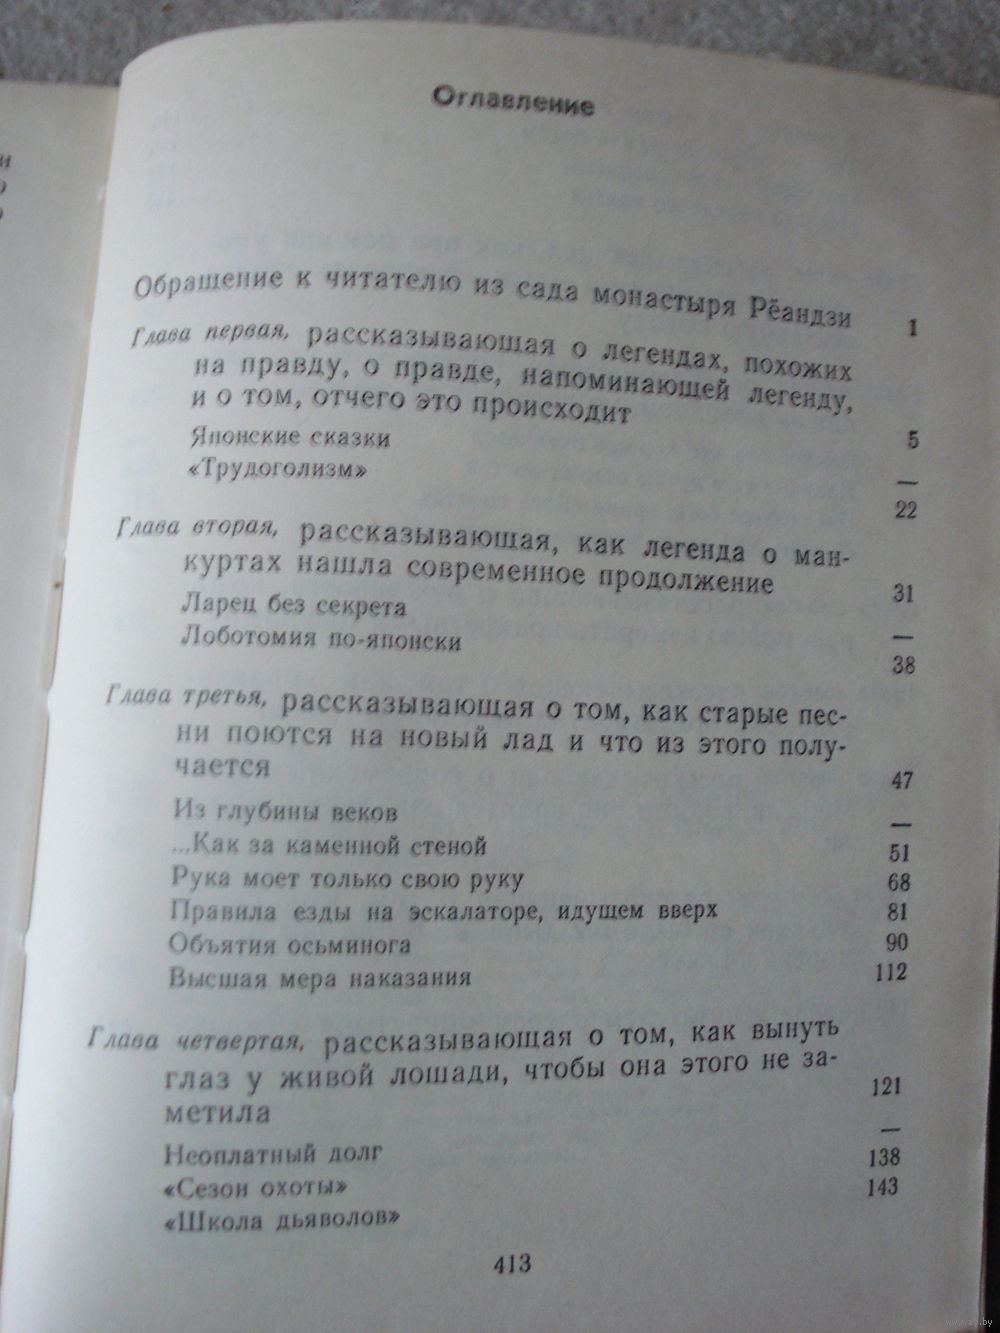 Оглавление
Обращение к читателю из сада монастыря Рёандзи 1
Глава первая, рассказывающая о легендах, похожих
на правду, о правде, напоминающей легенду,
и о том, отчего это происходит 5
Японские сказки —
«Трудоголизм» 22
Глава вторая, рассказывающая, как легенда о ман-
куртах нашла современное продолжение 31
Ларец без секрета —
Лоботомия по-японски 38
Глава третья, рассказывающая о том, как старые пес-
ни поются на новый лад и что из этого полу-
чается 47
Из глубины веков —
...Как за каменной стеной 51
Рука моет только свою руку 68
Правила езды на эскалаторе, идущем вверх 81
Объятия осьминога 90
Высшая мера наказания 112
Глава четвертая, рассказывающая о том, как вынуть
глаз у живой лошади, чтобы она этого не за-
метила 121
Неоплатный долг —
«Сезон охоты» 138
«Школа дьяволов» 143
413